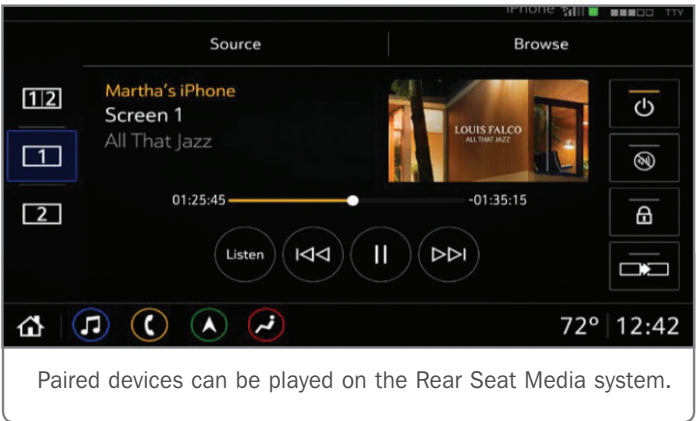 iPhone TTY
Source Browse
1 2
Martha's iPhone
Screen 1
All That Jazz
LOUIS FALCO
ALL THAT JAZZ
1
2
01:25:45 -01:35:15
Listen
72° 12:42
Paired devices can be played on the Rear Seat Media system.